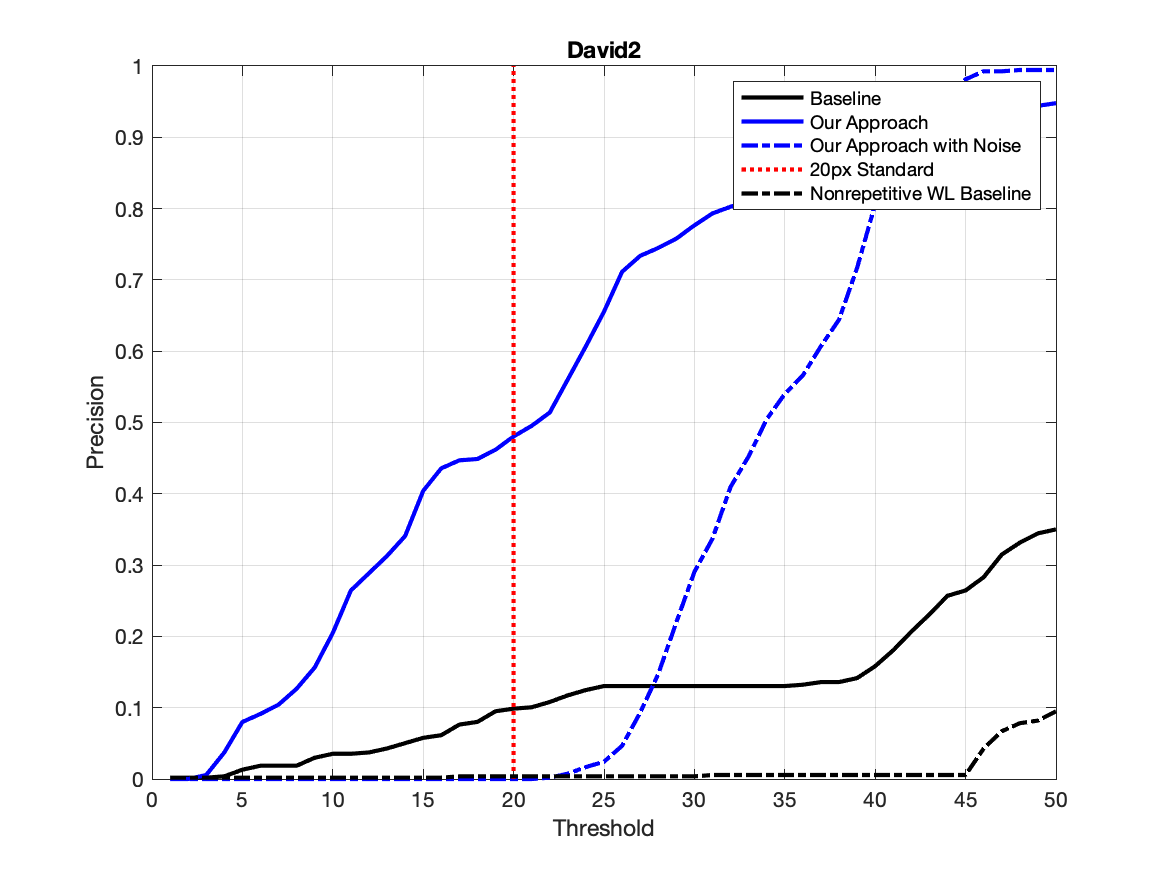 David2
1
0.9
0.8
0.7
0.6
0.5
0.4
0.3
0.2
0.1
0
Precision
Baseline
Our Approach
Our Approach with Noise
20px Standard
Nonrepetitive WL Baseline
0 5 10 15 20 25 30 35 40 45 50
Threshold